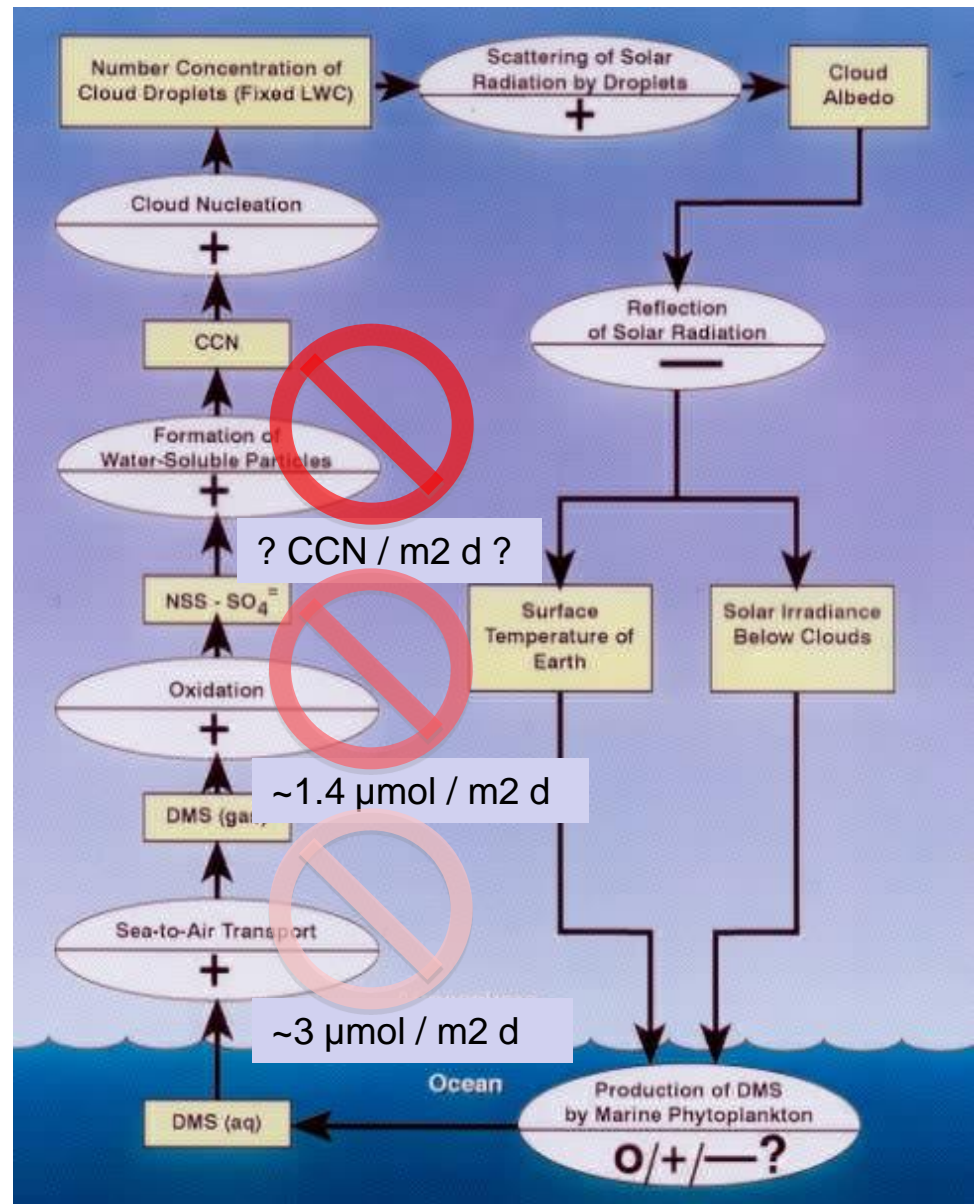 Number Concentration of
Cloud Droplets (Fixed LWC)
Scattering of Solar
Radiation by Droplets
+
Cloud
Albedo
Cloud Nucleation
+
Reflection
of Solar Radiation
—
CCN
Formation of
Water-Soluble Particles
+
? CCN / m2 d ?
NSS - SO₄⁼
Surface
Temperature of
Earth
Solar Irradiance
Below Clouds
Oxidation
+
~1.4 µmol / m2 d
DMS (gas)
Sea-to-Air Transport
+
~3 µmol / m2 d
Ocean
DMS (aq)
Production of DMS
by Marine Phytoplankton
O/+/—?